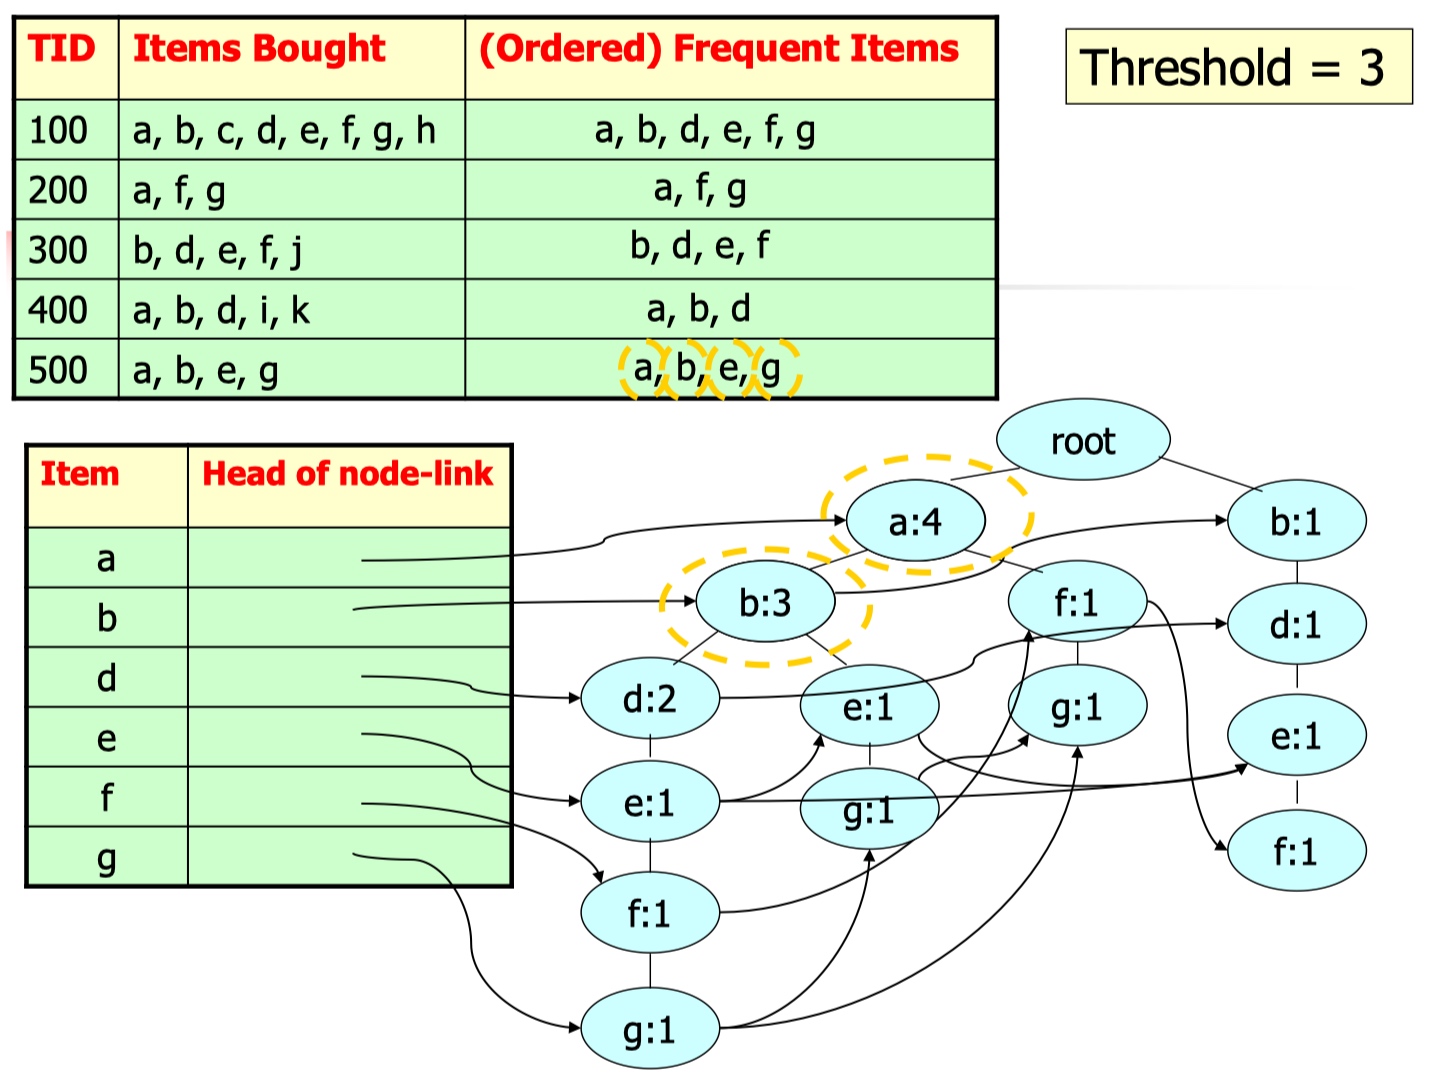 TID Items Bought (Ordered) Frequent Items
100 a, b, c, d, e, f, g, h a, b, d, e, f, g
200 a, f, g a, f, g
300 b, d, e, f, j b, d, e, f
400 a, b, d, i, k a, b, d
500 a, b, e, g a, b, e, g
Threshold = 3
Item Head of node-link
a
b
d
e
f
g
root
a:4
b:1
b:3
f:1
d:1
d:2
e:1
g:1
e:1
e:1
g:1
f:1
f:1
g:1